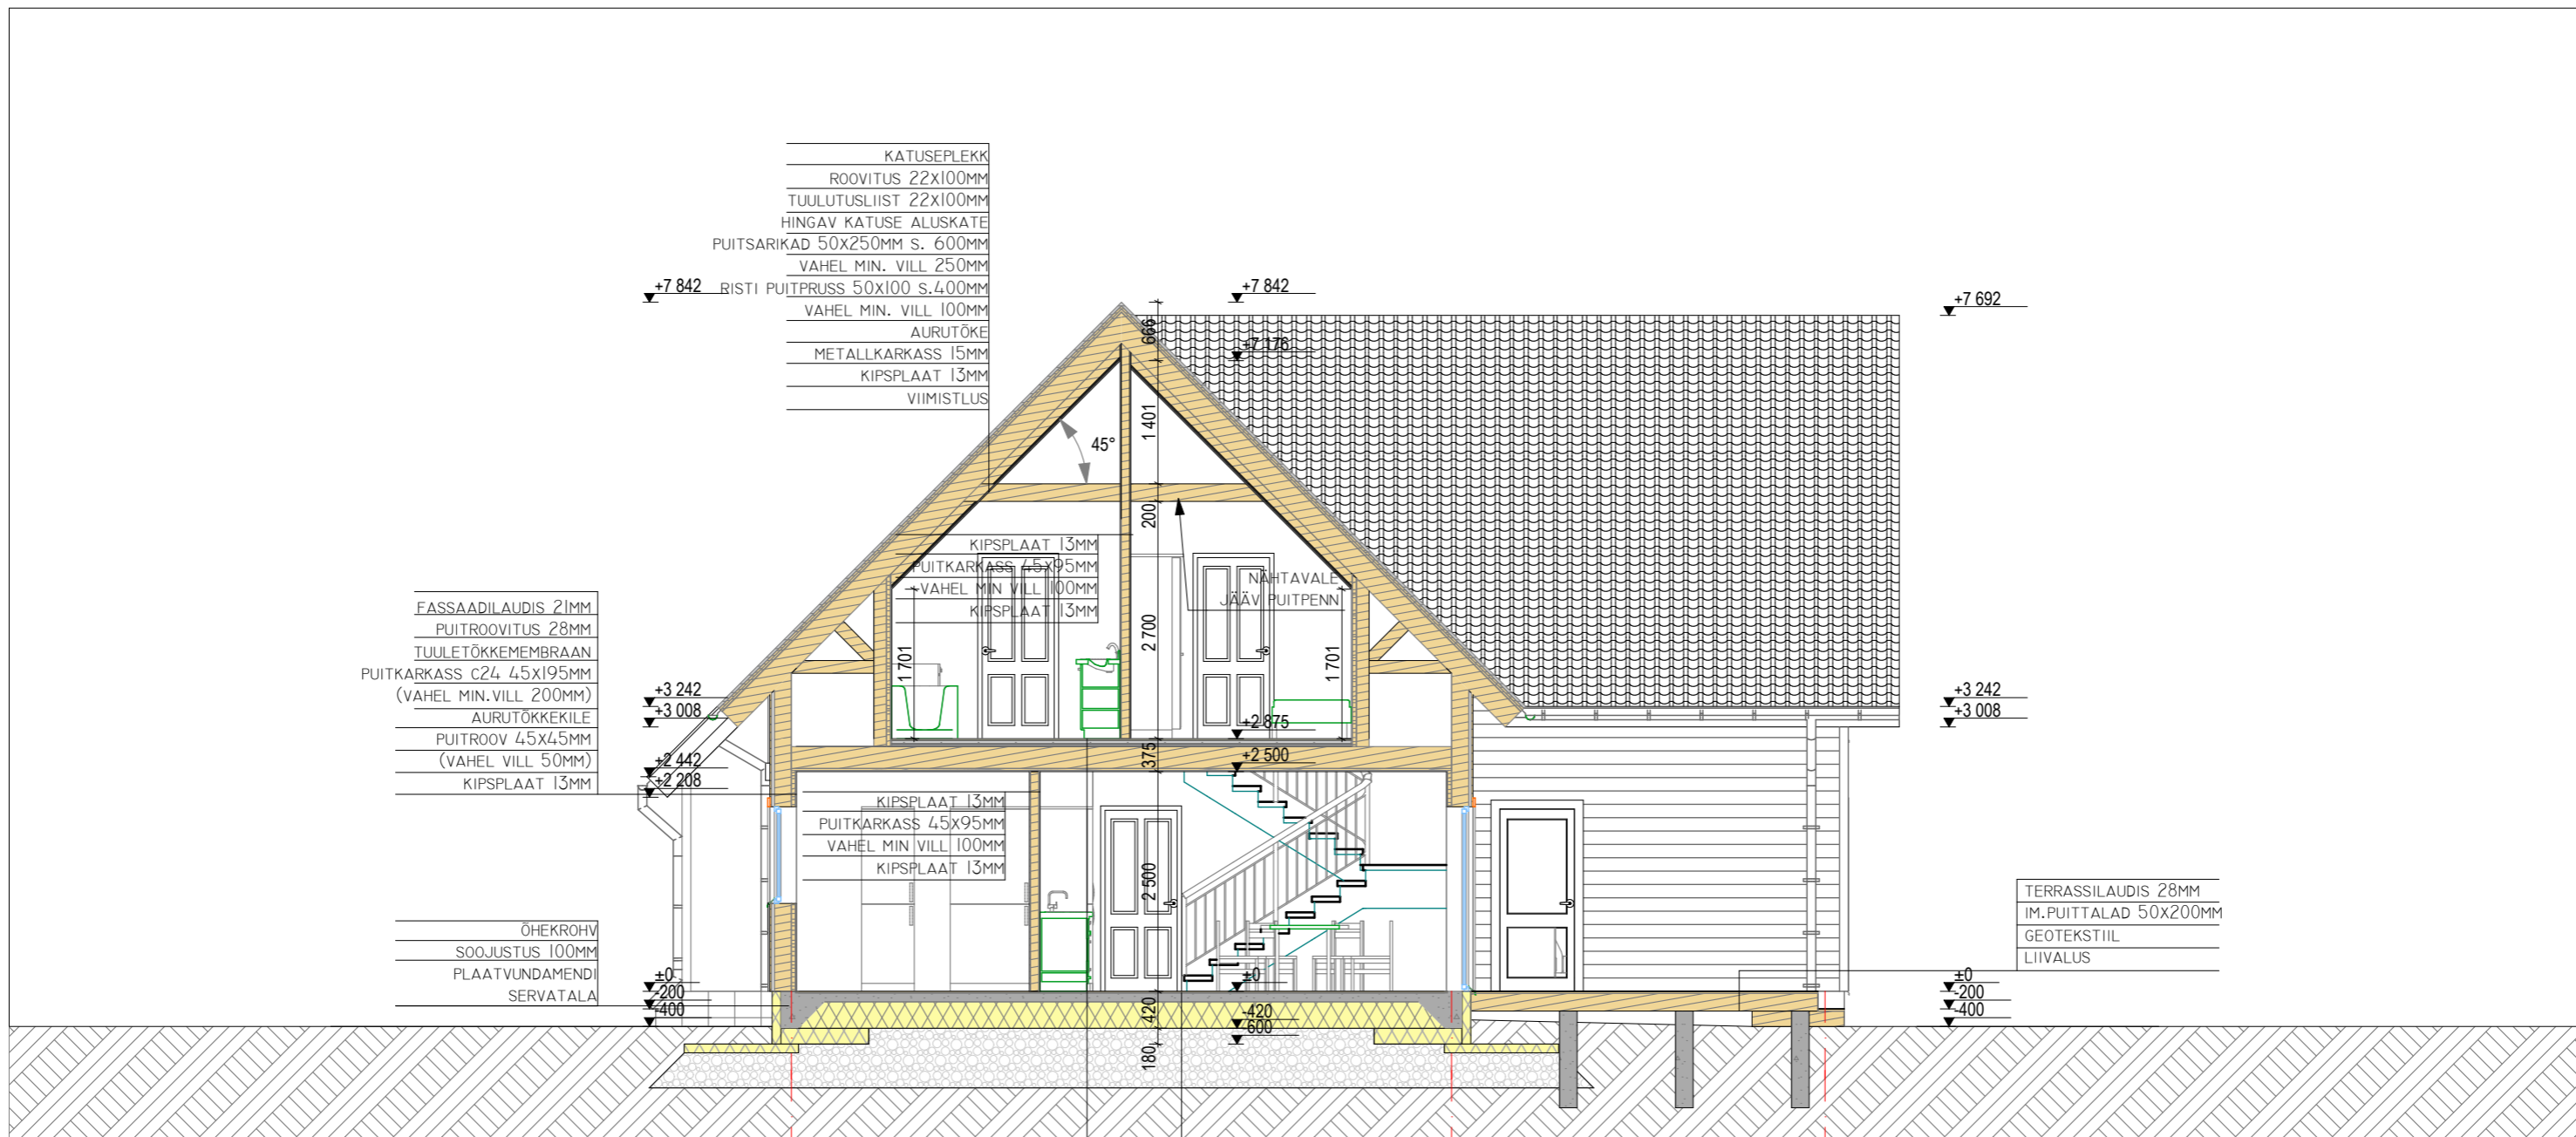 KATUSEPLEKK
ROOVITUS 22X100MM
TUULUTUSLIIST 22X100MM
HINGAV KATUSE ALUSKATE
PUITSARIKAD 50X250MM S. 600MM
VAHEL MIN. VILL 250MM
RISTI PUITPRUSS 50X100 S.400MM
VAHEL MIN. VILL 100MM
AURUTÕKE
METALLKARKASS 15MM
KIPSPLAAT 13MM
VIIMISTLUS
+7 842
+7 842
+7 692
666
+7 176
1 401
45°
200
KIPSPLAAT 13MM
PUITKARKASS 45X95MM
VAHEL MIN VILL 100MM
KIPSPLAAT 13MM
NÄHTAVALE
JÄÄV PUITPENN
2 700
1 701
1 701
FASSAADILAUDIS 21MM
PUITROOVITUS 28MM
TUULETÕKKEMEMBRAAN
PUITKARKASS C24 45X195MM
(VAHEL MIN.VILL 200MM)
AURUTÕKKEKILE
PUITROOV 45X45MM
(VAHEL VILL 50MM)
KIPSPLAAT 13MM
+3 242
+3 008
+2 442
+2 208
+3 242
+3 008
+2 875
375
+2 500
KIPSPLAAT 13MM
PUITKARKASS 45X95MM
VAHEL MIN VILL 100MM
KIPSPLAAT 13MM
2 500
ÕHEKROHV
SOOJUSTUS 100MM
PLAATVUNDAMENDI
SERVATALA
±0
-200
-400
±0
420
-420
-600
180
TERRASSILAUDIS 28MM
IM.PUITTALAD 50X200MM
GEOTEKSTIIL
LIIVALUS
±0
-200
-400